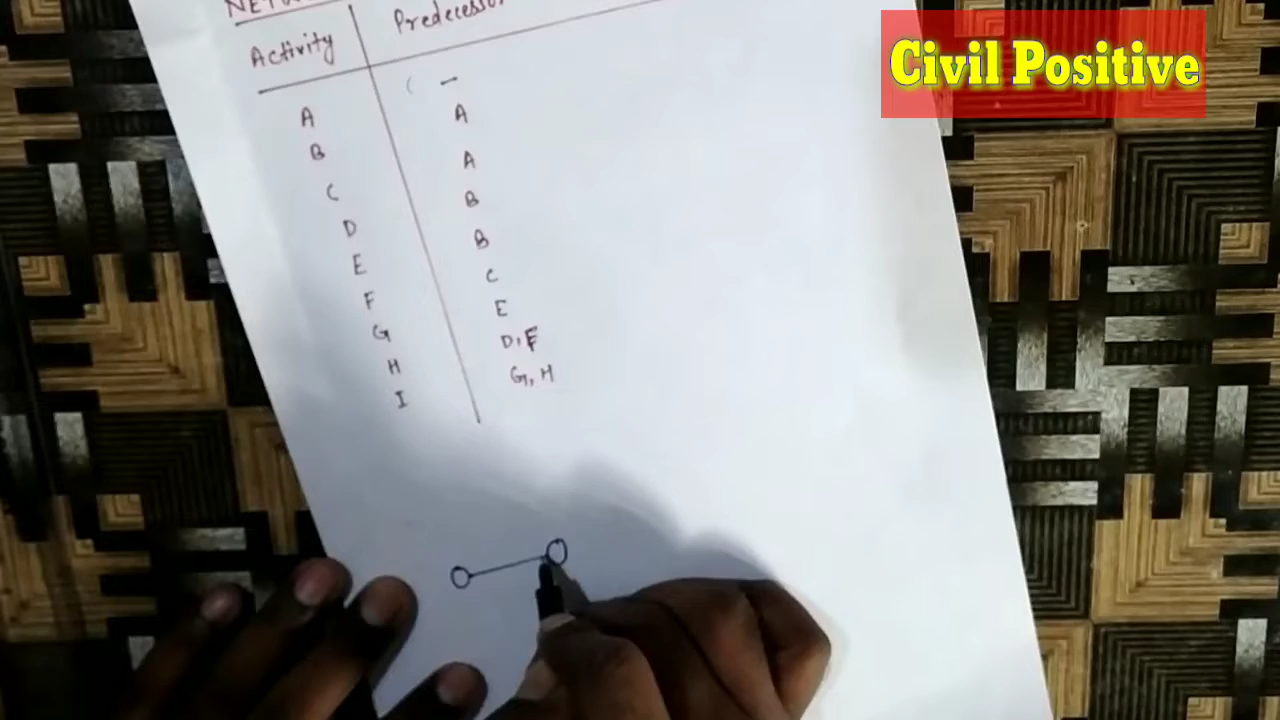 Civil Positive
Activity Predecessor
A –
B A
C A
D B
E B
F C
G E
H D, F
I G, H